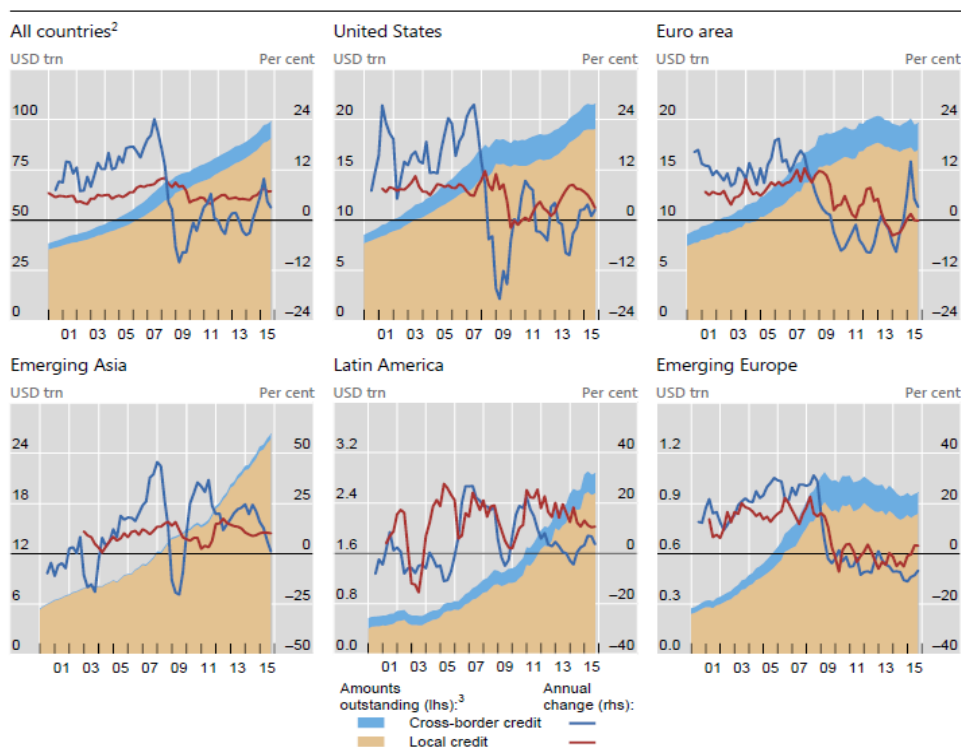 All countries²
United States
Euro area
USD trn Per cent
USD trn Per cent
USD trn Per cent
100 24
75 12
50 0
25 −12
0 −24
20 24
15 12
10 0
5 −12
0 −24
20 24
15 12
10 0
5 −12
0 −24
01 03 05 07 09 11 13 15
01 03 05 07 09 11 13 15
01 03 05 07 09 11 13 15
Emerging Asia
Latin America
Emerging Europe
USD trn Per cent
USD trn Per cent
USD trn Per cent
24 50
18 25
12 0
6 −25
0 −50
3.2 40
2.4 20
1.6 0
0.8 −20
0.0 −40
1.2 40
0.9 20
0.6 0
0.3 −20
0.0 −40
01 03 05 07 09 11 13 15
01 03 05 07 09 11 13 15
01 03 05 07 09 11 13 15
Amounts Annual
outstanding (lhs):³ change (rhs):
Cross-border credit
Local credit